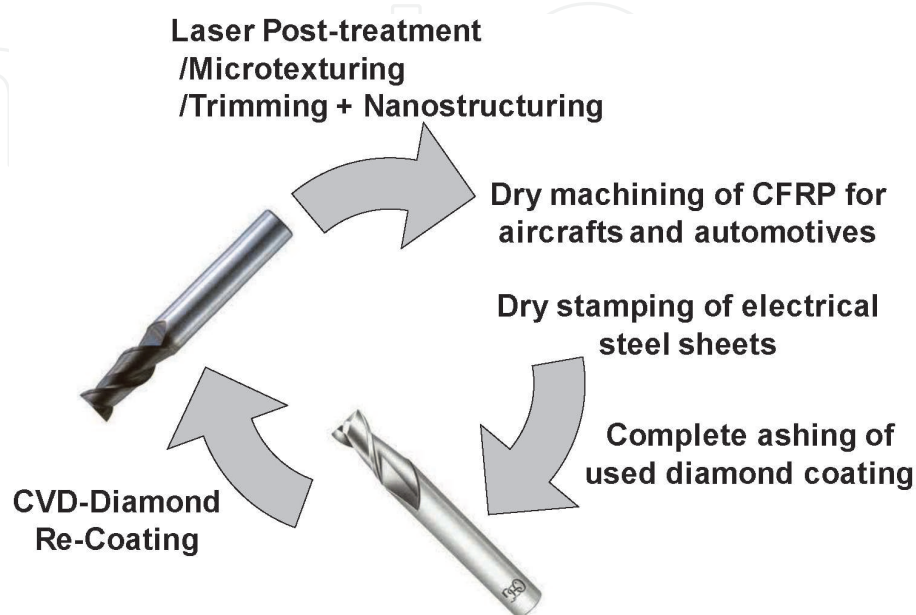 Laser Post-treatment
/Microtexturing
/Trimming + Nanostructuring
Dry machining of CFRP for
aircrafts and automotives
Dry stamping of electrical
steel sheets
Complete ashing of
used diamond coating
CVD-Diamond
Re-Coating